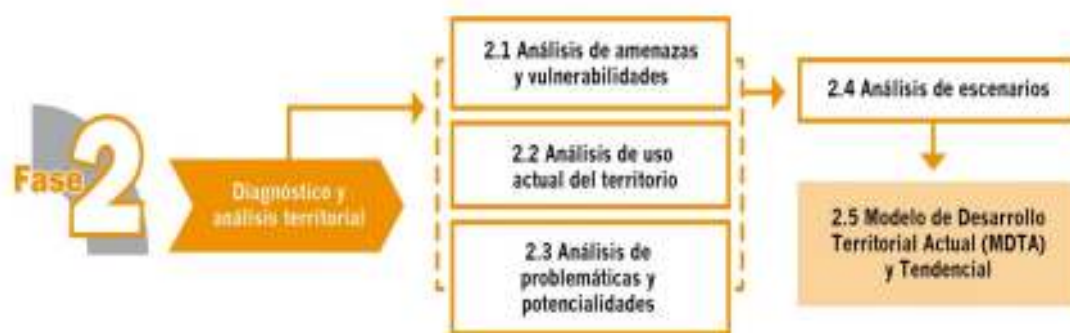 Fase 2
Diagnóstico y
análisis territorial
2.1 Análisis de amenazas
y vulnerabilidades
2.2 Análisis de uso
actual del territorio
2.3 Análisis de
problemáticas y
potencialidades
2.4 Análisis de escenarios
2.5 Modelo de Desarrollo
Territorial Actual (MDTA)
y Tendencial